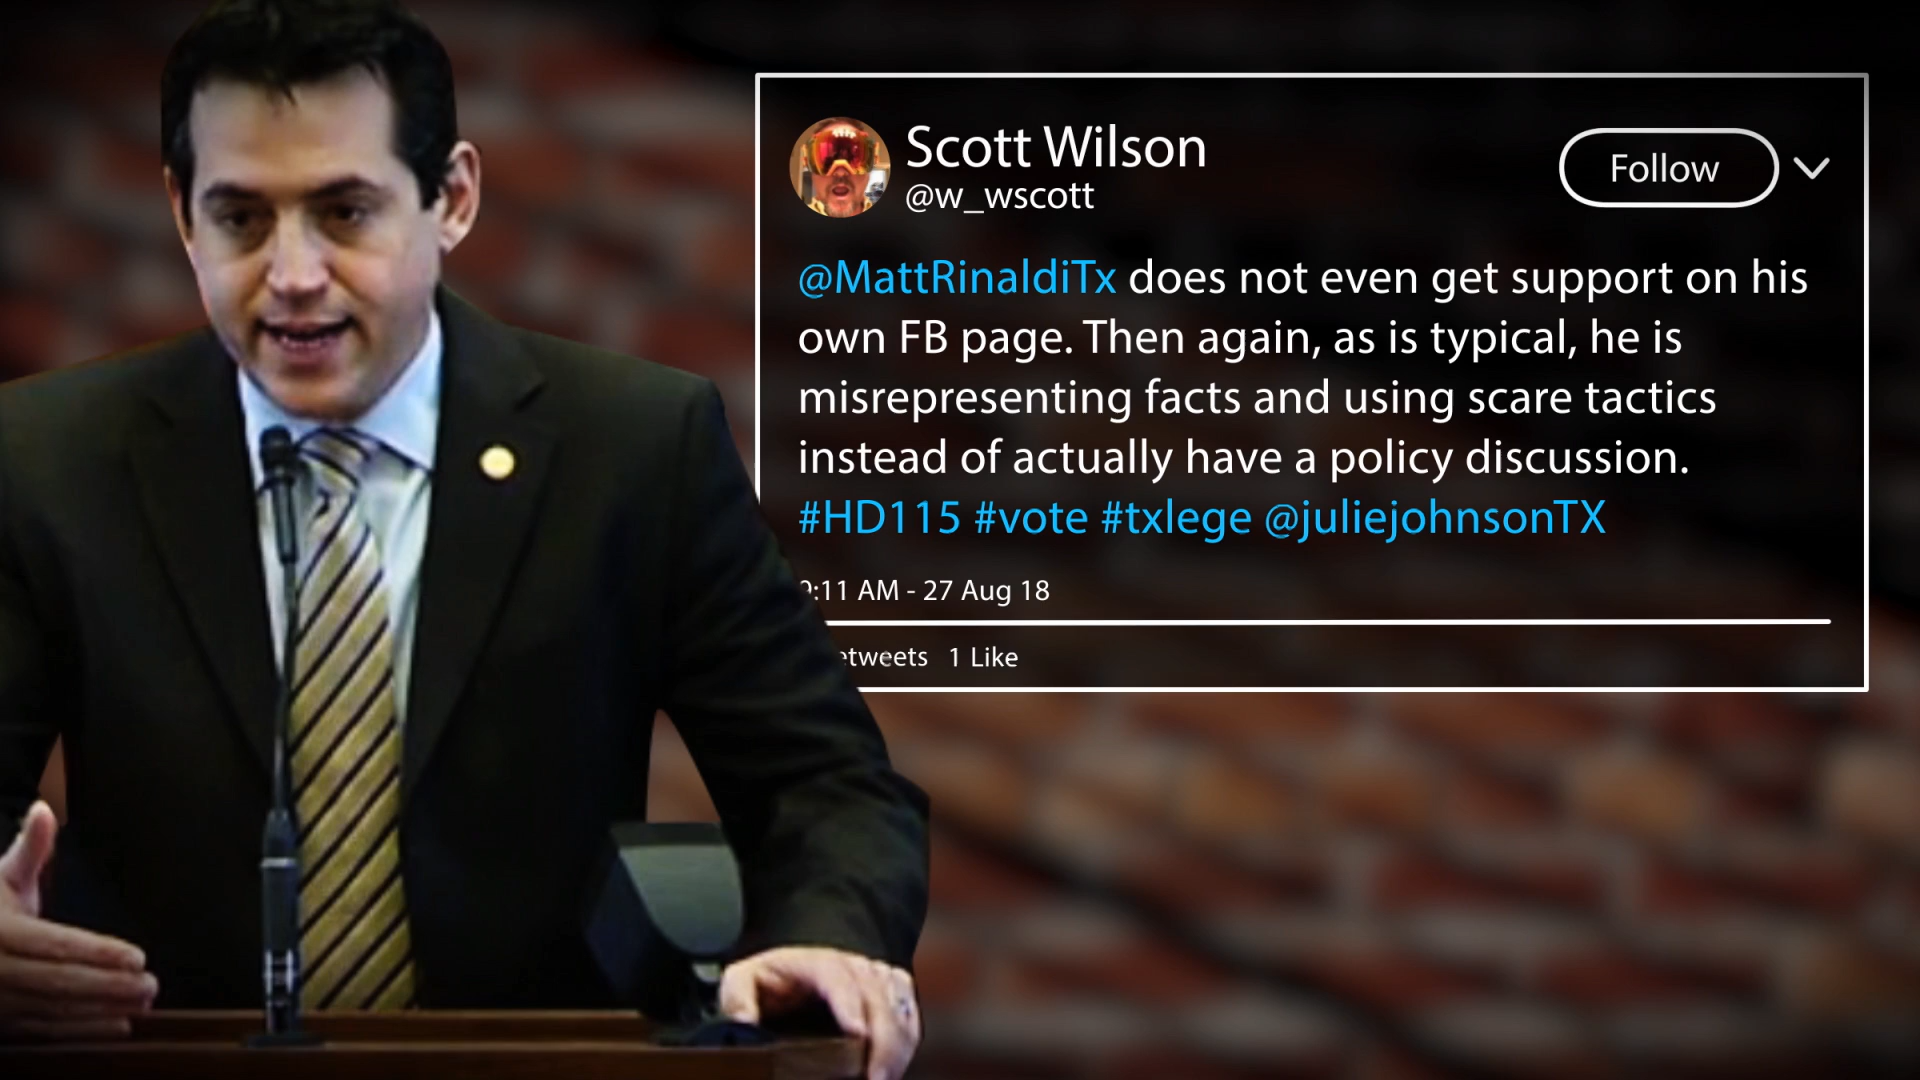 Scott Wilson
@w_wscott
Follow
@MattRinaldiTx does not even get support on his
own FB page. Then again, as is typical, he is
misrepresenting facts and using scare tactics
instead of actually have a policy discussion.
#HD115 #vote #txlege @juliejohnsonTX
:11 AM - 27 Aug 18
1 Like